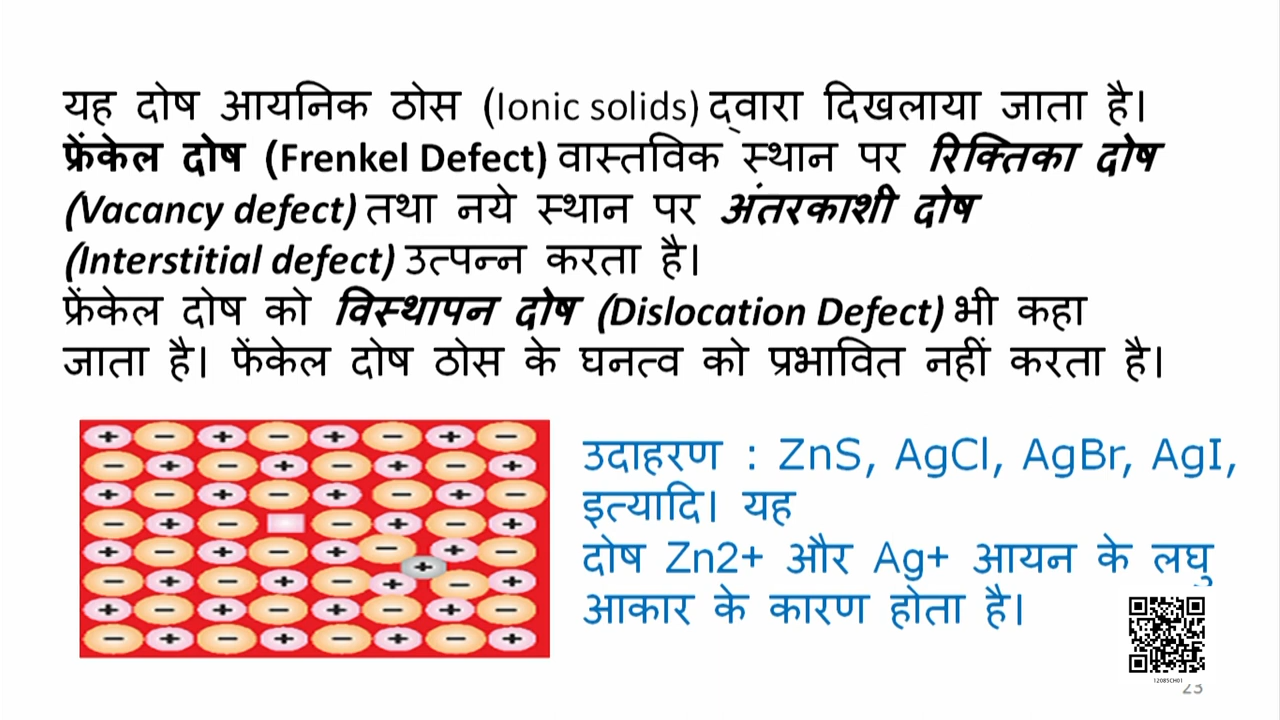 यह दोष आयनिक ठोस (Ionic solids) द्वारा दिखलाया जाता है।
फ्रेंकेल दोष (Frenkel Defect) वास्तविक स्थान पर रिक्तिका दोष
(Vacancy defect) तथा नये स्थान पर अंतरकाशी दोष
(Interstitial defect) उत्पन्न करता है।
फ्रेंकेल दोष को विस्थापन दोष (Dislocation Defect) भी कहा
जाता है। फेंकेल दोष ठोस के घनत्व को प्रभावित नहीं करता है।
+ − + − + − + −
− + − + − + − +
+ − + − + − + −
− + − − + − +
+ − + − + − + −
+
− + − + − + − +
+ − + − + − + −
− + − + − + − +
उदाहरण : ZnS, AgCl, AgBr, AgI,
इत्यादि। यह
दोष Zn2+ और Ag+ आयन के लघु
आकार के कारण होता है।
12085CH01
23